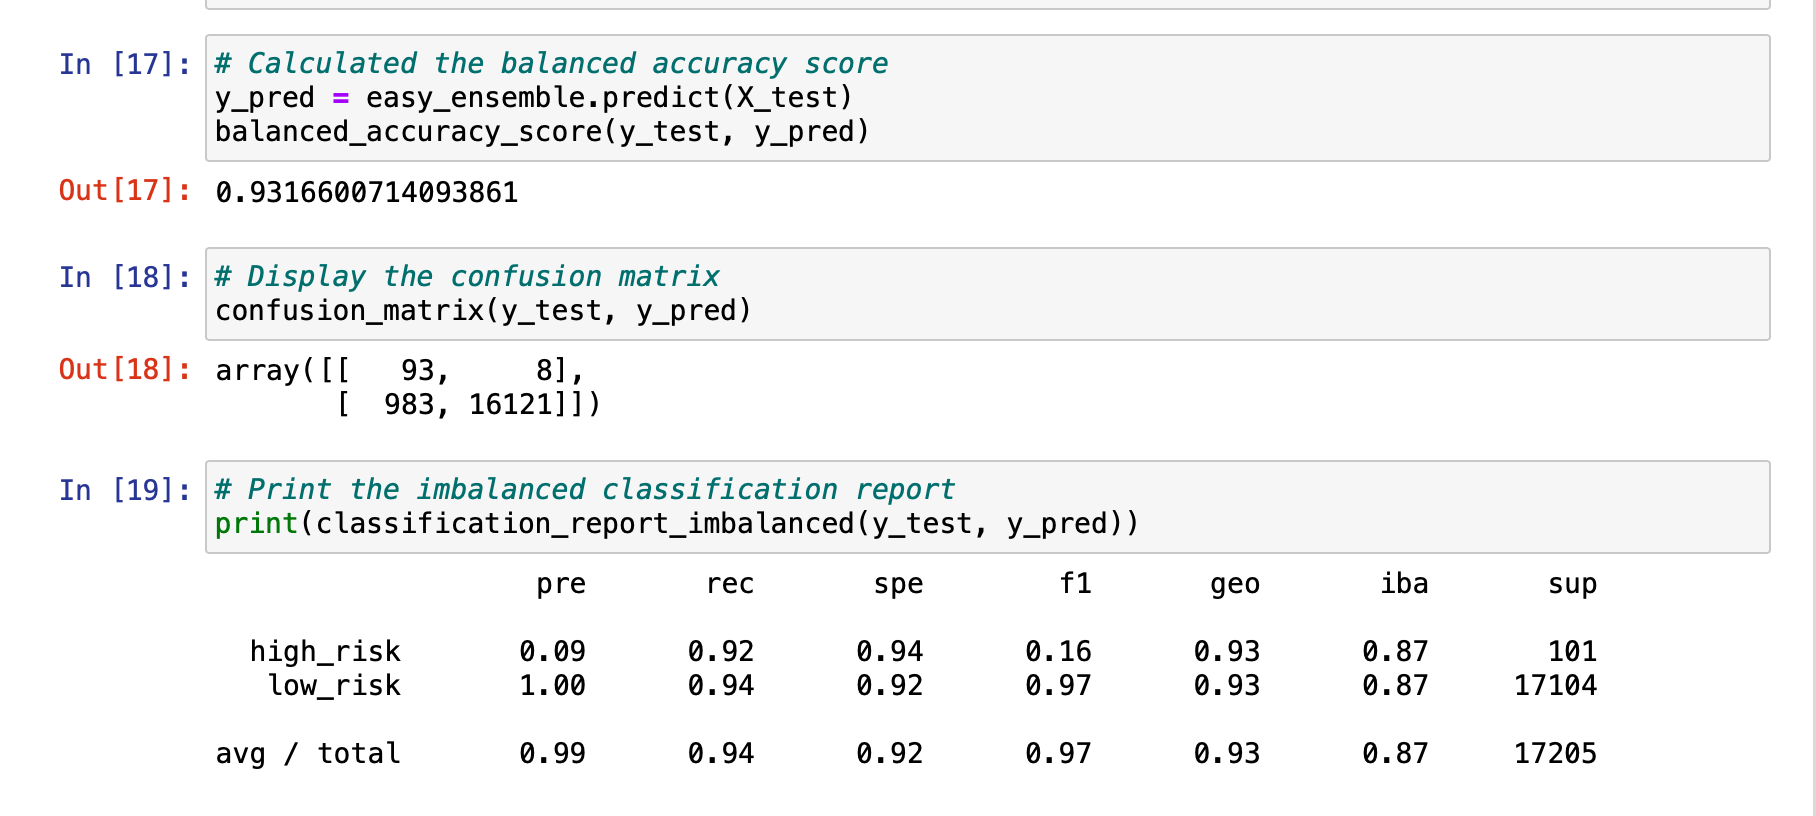 In [17]: # Calculated the balanced accuracy score
y_pred = easy_ensemble.predict(X_test)
balanced_accuracy_score(y_test, y_pred)
Out[17]: 0.9316600714093861
In [18]: # Display the confusion matrix
confusion_matrix(y_test, y_pred)
Out[18]: array([[   93,     8],
       [  983, 16121]])
In [19]: # Print the imbalanced classification report
print(classification_report_imbalanced(y_test, y_pred))
pre rec spe f1 geo iba sup
high_risk 0.09 0.92 0.94 0.16 0.93 0.87 101
low_risk 1.00 0.94 0.92 0.97 0.93 0.87 17104
avg / total 0.99 0.94 0.92 0.97 0.93 0.87 17205